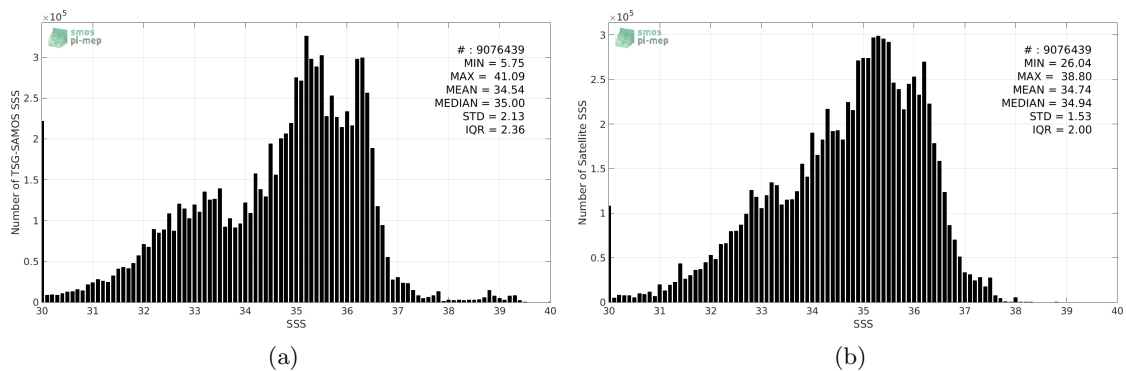 ×10⁵
smos
pi-mep
# : 9076439
MIN = 5.75
MAX = 41.09
MEAN = 34.54
MEDIAN = 35.00
STD = 2.13
IQR = 2.36
Number of TSG-SAMOS SSS
3
2.5
2
1.5
1
0.5
0
30 31 32 33 34 35 36 37 38 39 40
SSS
(a)
×10⁵
smos
pi-mep
# : 9076439
MIN = 26.04
MAX = 38.80
MEAN = 34.74
MEDIAN = 34.94
STD = 1.53
IQR = 2.00
Number of Satellite SSS
3
2.5
2
1.5
1
0.5
0
30 31 32 33 34 35 36 37 38 39 40
SSS
(b)